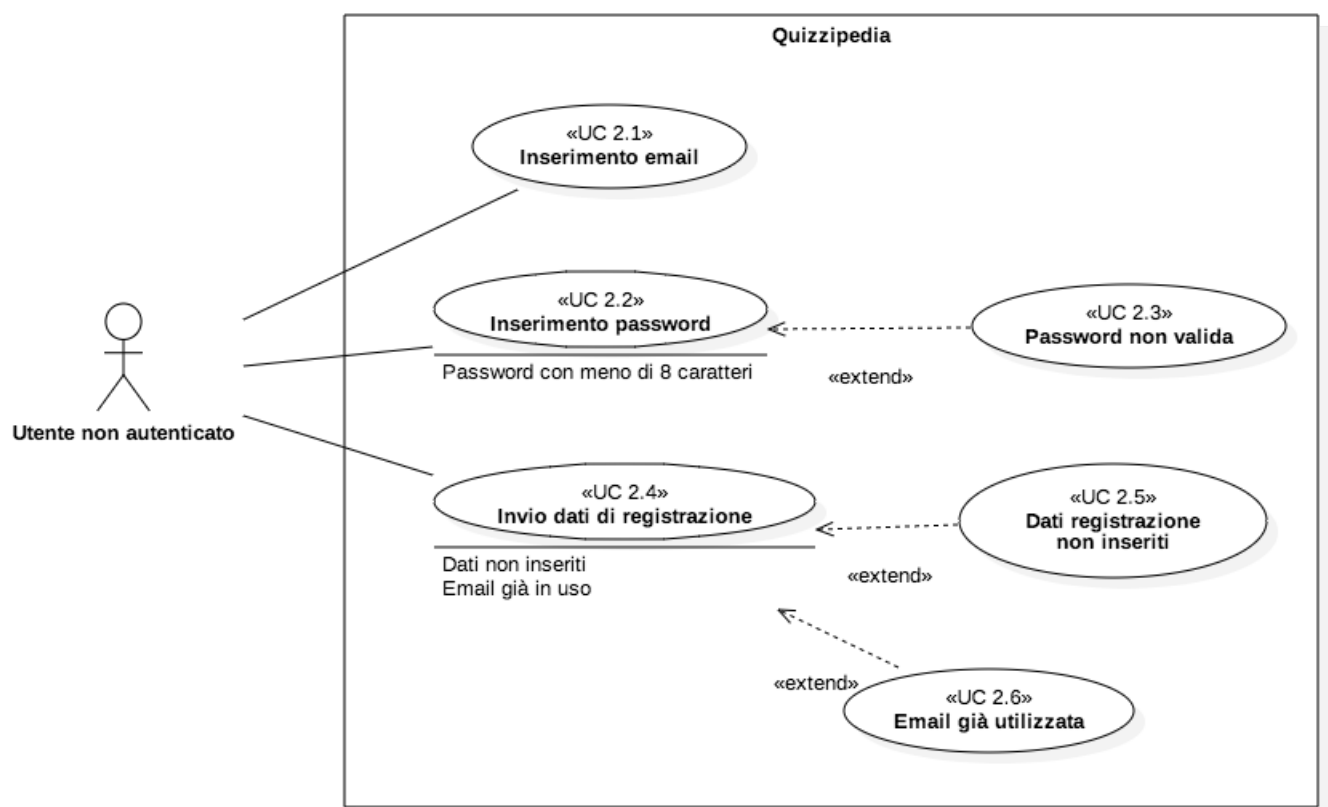 Quizzipedia
«UC 2.1»
Inserimento email
«UC 2.2»
Inserimento password
Password con meno di 8 caratteri
«UC 2.3»
Password non valida
«extend»
Utente non autenticato
«UC 2.4»
Invio dati di registrazione
Dati non inseriti
Email già in uso
«UC 2.5»
Dati registrazione
non inseriti
«extend»
«extend»
«UC 2.6»
Email già utilizzata